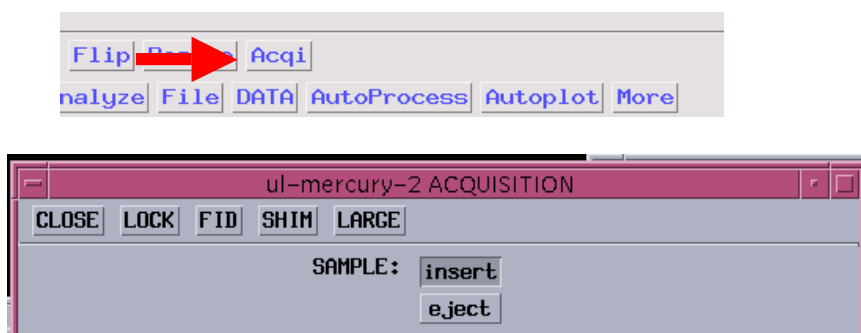 Flip Acqi
nalyze File DATA AutoProcess Autoplot More
ul-mercury-2 ACQUISITION
CLOSE LOCK FID SHIM LARGE
SAMPLE: insert
eject